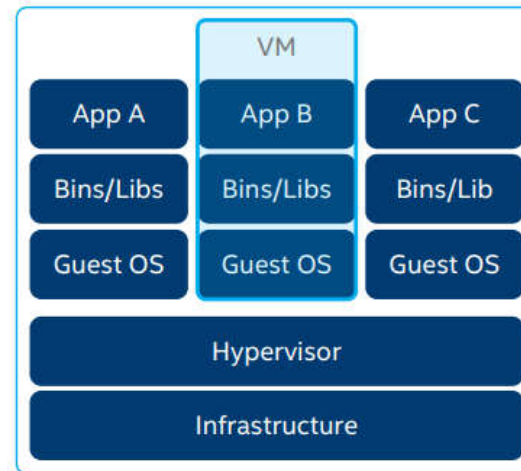 VM
App A App B App C
Bins/Libs Bins/Libs Bins/Lib
Guest OS Guest OS Guest OS
Hypervisor
Infrastructure